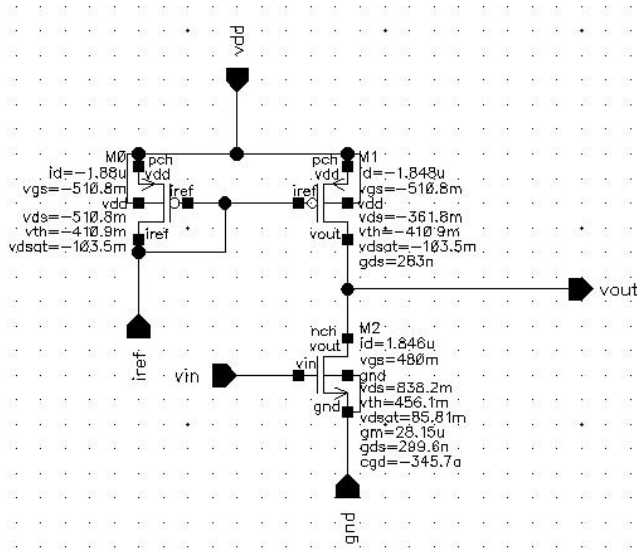 vdd
M0
pch
id=-1.88u
vdd
vgs=-510.8m
iref
vdd
vds=-510.8m
vth=-410.9m
iref
vdsat=-103.5m
M1
pch
id=-1.848u
vdd
vgs=-510.8m
iref
vdd
vds=-361.8m
vth=-410.9m
vout
vdsat=-103.5m
gds=283n
vout
iref
vin
M2
nch
id=1.846u
vout
vgs=480m
vin
gnd
vds=838.2m
vth=456.1m
gnd
vdsat=85.81m
gm=28.15u
gds=299.6n
cgd=-345.7a
gnd